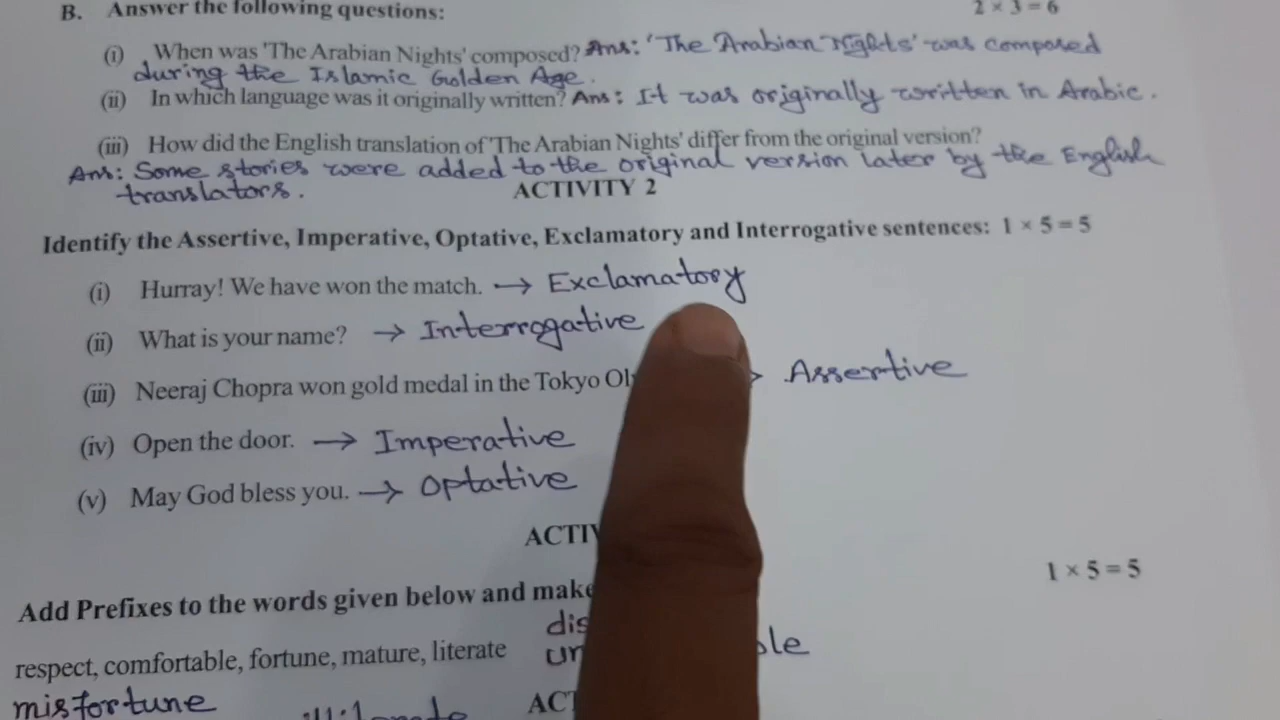 B. Answer the following questions: 2 × 3 = 6
(i) When was 'The Arabian Nights' composed? Ans: 'The Arabian Nights' was composed
during the Islamic Golden Age.
(ii) In which language was it originally written? Ans: It was originally written in Arabic.
(iii) How did the English translation of 'The Arabian Nights' differ from the original version?
Ans: Some stories were added to the original version later by the English
translators.
ACTIVITY 2
Identify the Assertive, Imperative, Optative, Exclamatory and Interrogative sentences: 1 × 5 = 5
(i) Hurray! We have won the match. → Exclamatory
(ii) What is your name? → Interrogative
(iii) Neeraj Chopra won gold medal in the Tokyo Ol → Assertive
(iv) Open the door. → Imperative
(v) May God bless you. → Optative
ACTIV
1 × 5 = 5
Add Prefixes to the words given below and make
dis
respect, comfortable, fortune, mature, literate un ble
misfortune
ACT